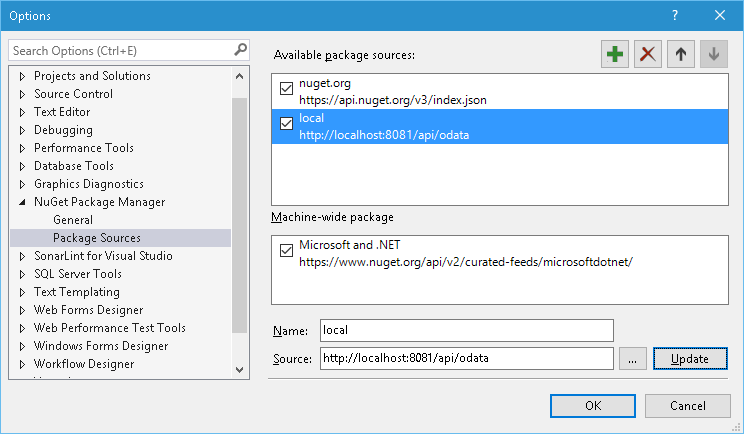 Options
Search Options (Ctrl+E)
Projects and Solutions
Source Control
Text Editor
Debugging
Performance Tools
Database Tools
Graphics Diagnostics
NuGet Package Manager
General
Package Sources
SonarLint for Visual Studio
SQL Server Tools
Text Templating
Web Forms Designer
Web Performance Test Tools
Windows Forms Designer
Workflow Designer
Available package sources:
nuget.org
https://api.nuget.org/v3/index.json
local
http://localhost:8081/api/odata
Machine-wide package
Microsoft and .NET
https://www.nuget.org/api/v2/curated-feeds/microsoftdotnet/
Name: local
Source: http://localhost:8081/api/odata ... Update
OK Cancel